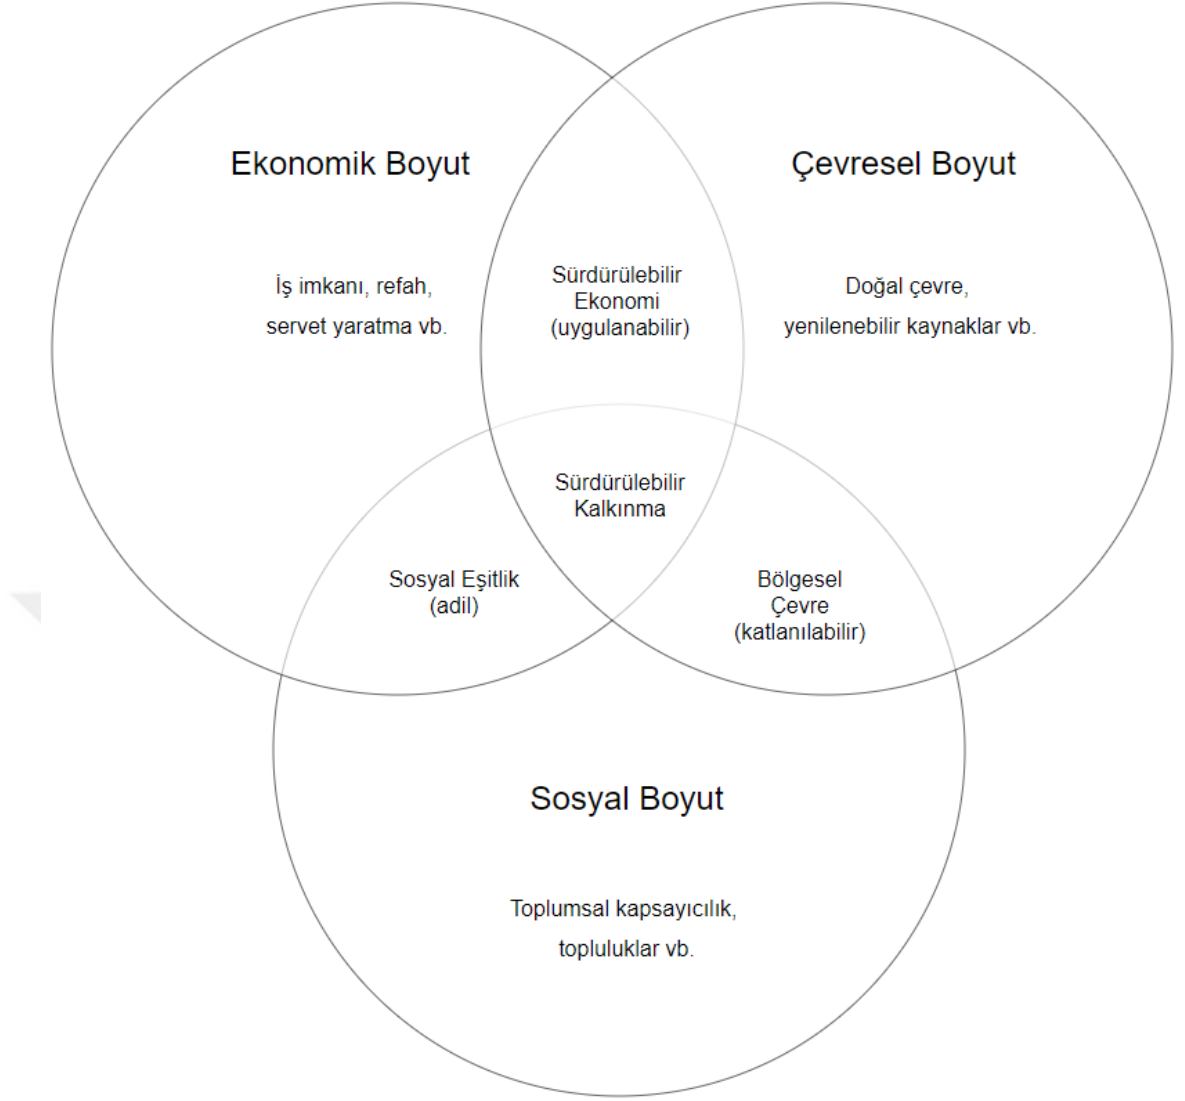 Ekonomik Boyut
Çevresel Boyut
İş imkanı, refah,
servet yaratma vb.
Sürdürülebilir
Ekonomi
(uygulanabilir)
Doğal çevre,
yenilenebilir kaynaklar vb.
Sürdürülebilir
Kalkınma
Sosyal Eşitlik
(adil)
Bölgesel
Çevre
(katlanılabilir)
Sosyal Boyut
Toplumsal kapsayıcılık,
topluluklar vb.